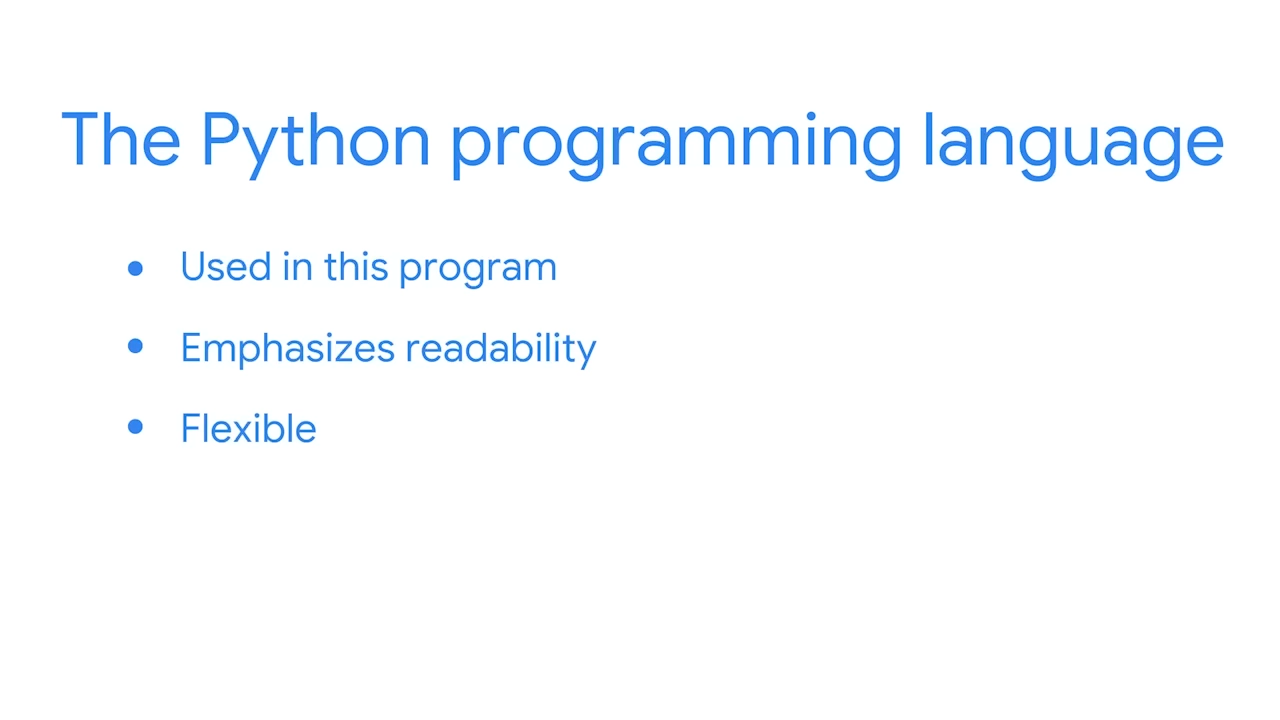 The Python programming language
• Used in this program
• Emphasizes readability
• Flexible